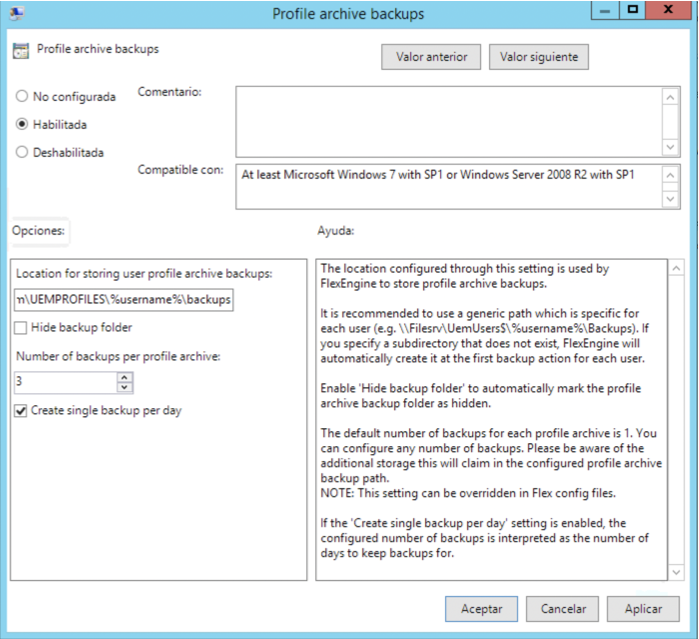 Profile archive backups
Profile archive backups
Valor anterior
Valor siguiente
No configurada
Habilitada
Deshabilitada
Comentario:
Compatible con:
At least Microsoft Windows 7 with SP1 or Windows Server 2008 R2 with SP1
Opciones:
Ayuda:
Location for storing user profile archive backups:
\UEMPROFILES\%username%\backups
Hide backup folder
Number of backups per profile archive:
3
Create single backup per day
The location configured through this setting is used by
FlexEngine to store profile archive backups.
It is recommended to use a generic path which is specific for
each user (e.g. \\Filesrv\UemUsers$\%username%\Backups). If
you specify a subdirectory that does not exist, FlexEngine will
automatically create it at the first backup action for each user.
Enable 'Hide backup folder' to automatically mark the profile
archive backup folder as hidden.
The default number of backups for each profile archive is 1. You
can configure any number of backups. Please be aware of the
additional storage this will claim in the configured profile archive
backup path.
NOTE: This setting can be overridden in Flex config files.
If the 'Create single backup per day' setting is enabled, the
configured number of backups is interpreted as the number of
days to keep backups for.
Aceptar
Cancelar
Aplicar